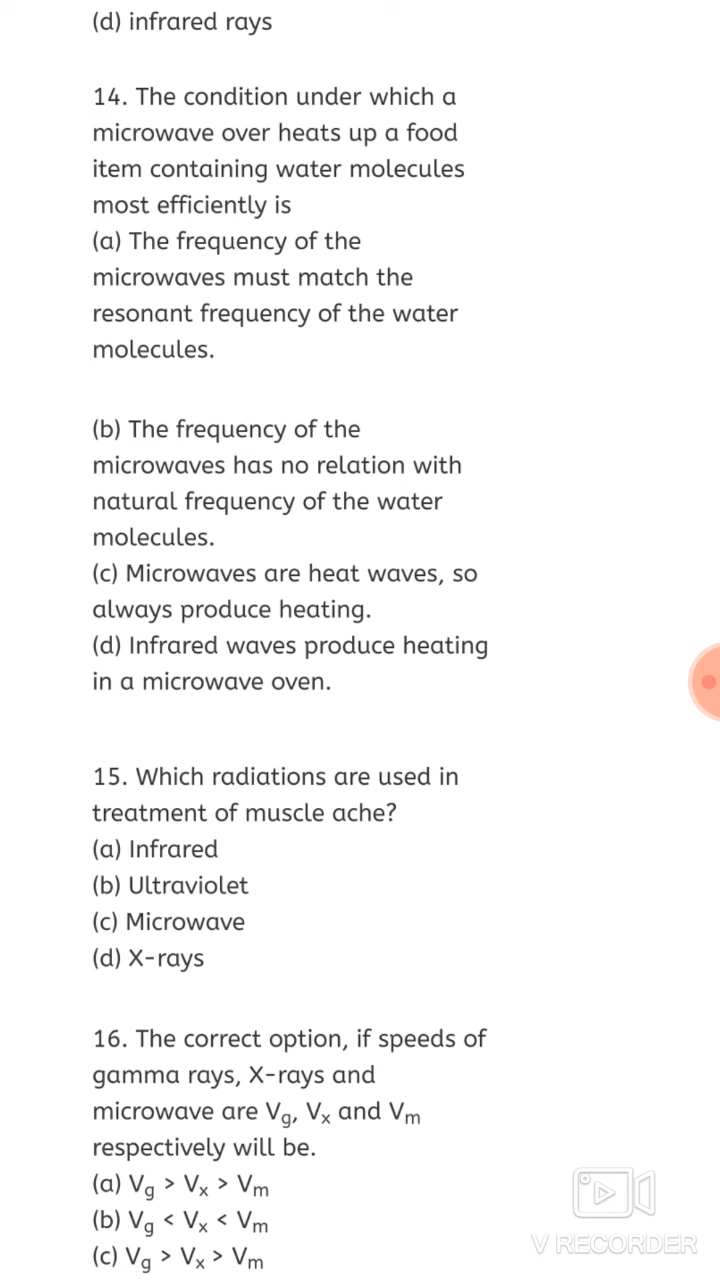 (d) infrared rays
14. The condition under which a
microwave over heats up a food
item containing water molecules
most efficiently is
(a) The frequency of the
microwaves must match the
resonant frequency of the water
molecules.
(b) The frequency of the
microwaves has no relation with
natural frequency of the water
molecules.
(c) Microwaves are heat waves, so
always produce heating.
(d) Infrared waves produce heating
in a microwave oven.
15. Which radiations are used in
treatment of muscle ache?
(a) Infrared
(b) Ultraviolet
(c) Microwave
(d) X-rays
16. The correct option, if speeds of
gamma rays, X-rays and
microwave are Vg, Vx and Vm
respectively will be.
(a) Vg > Vx > Vm
(b) Vg < Vx < Vm
(c) Vg > Vx > Vm
V RECORDER